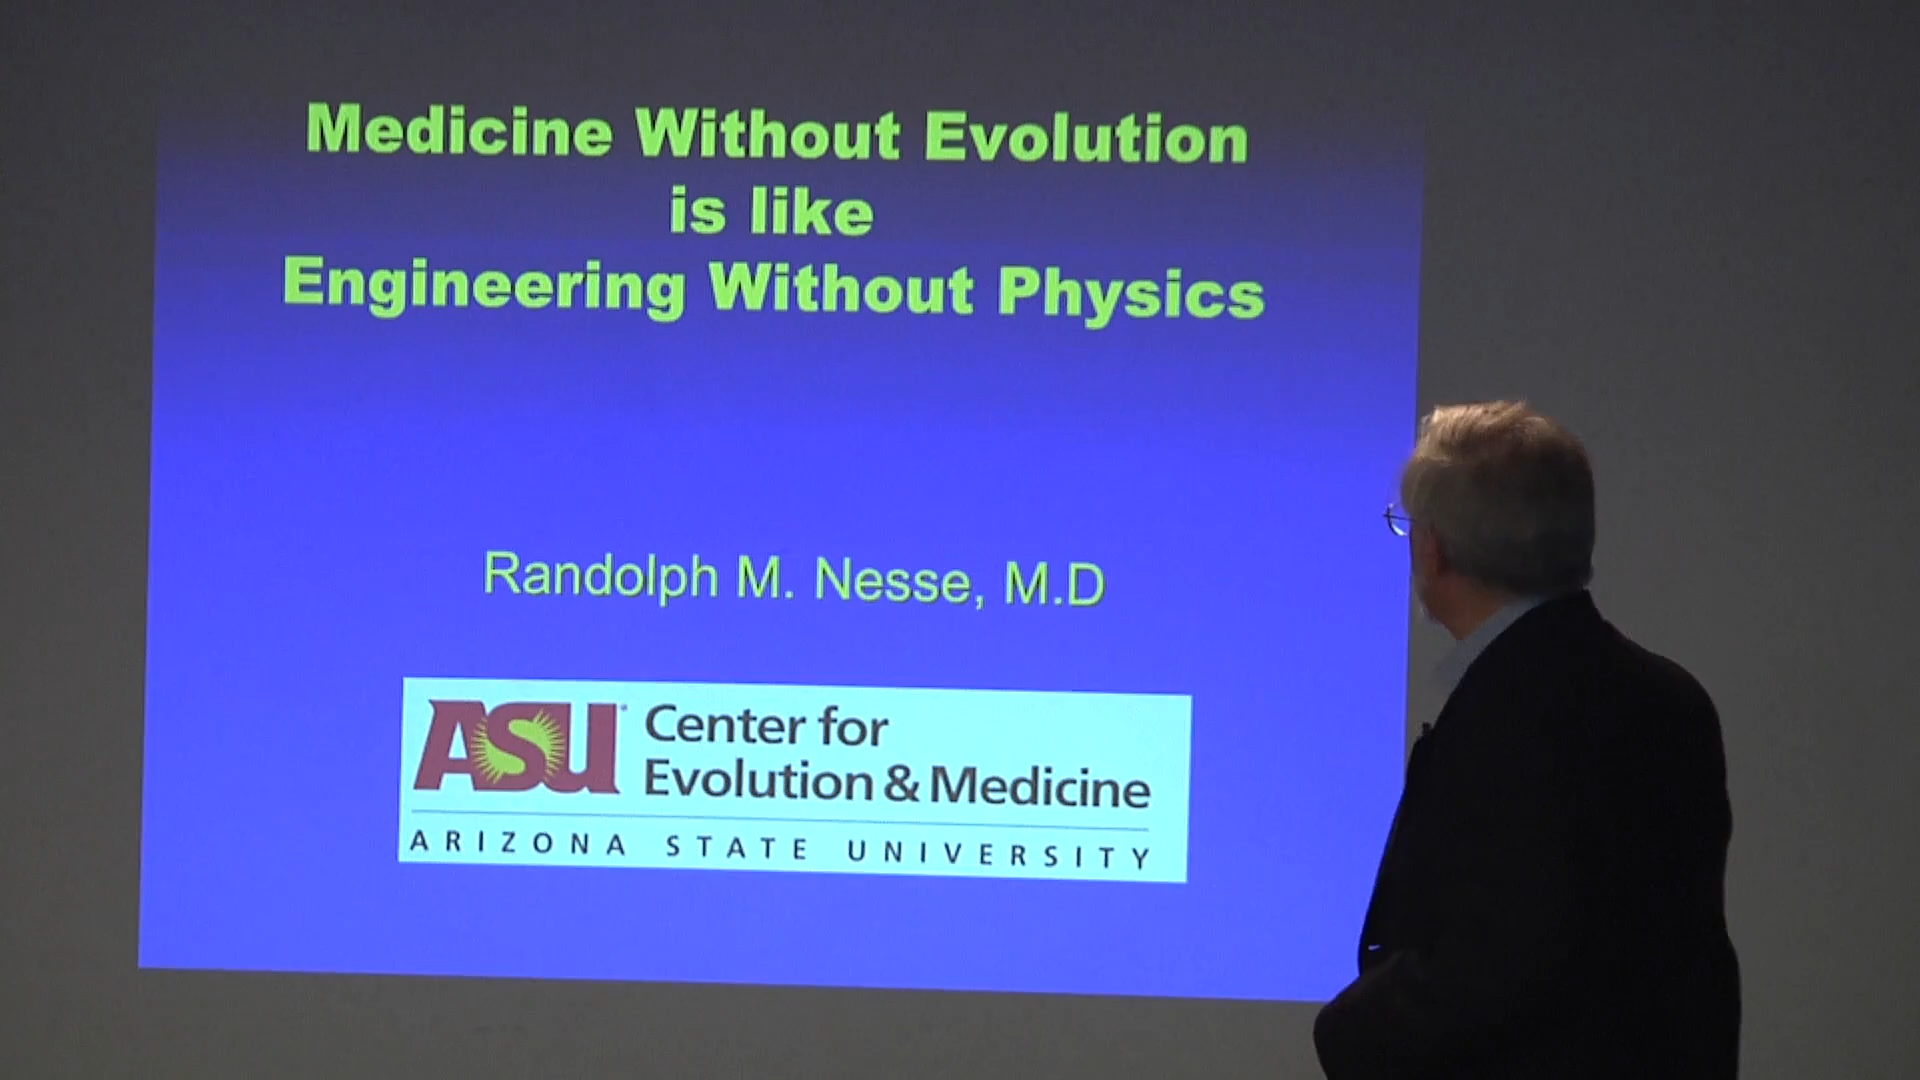 Medicine Without Evolution
is like
Engineering Without Physics
Randolph M. Nesse, M.D
ASU
Center for
Evolution & Medicine
ARIZONA STATE UNIVERSITY